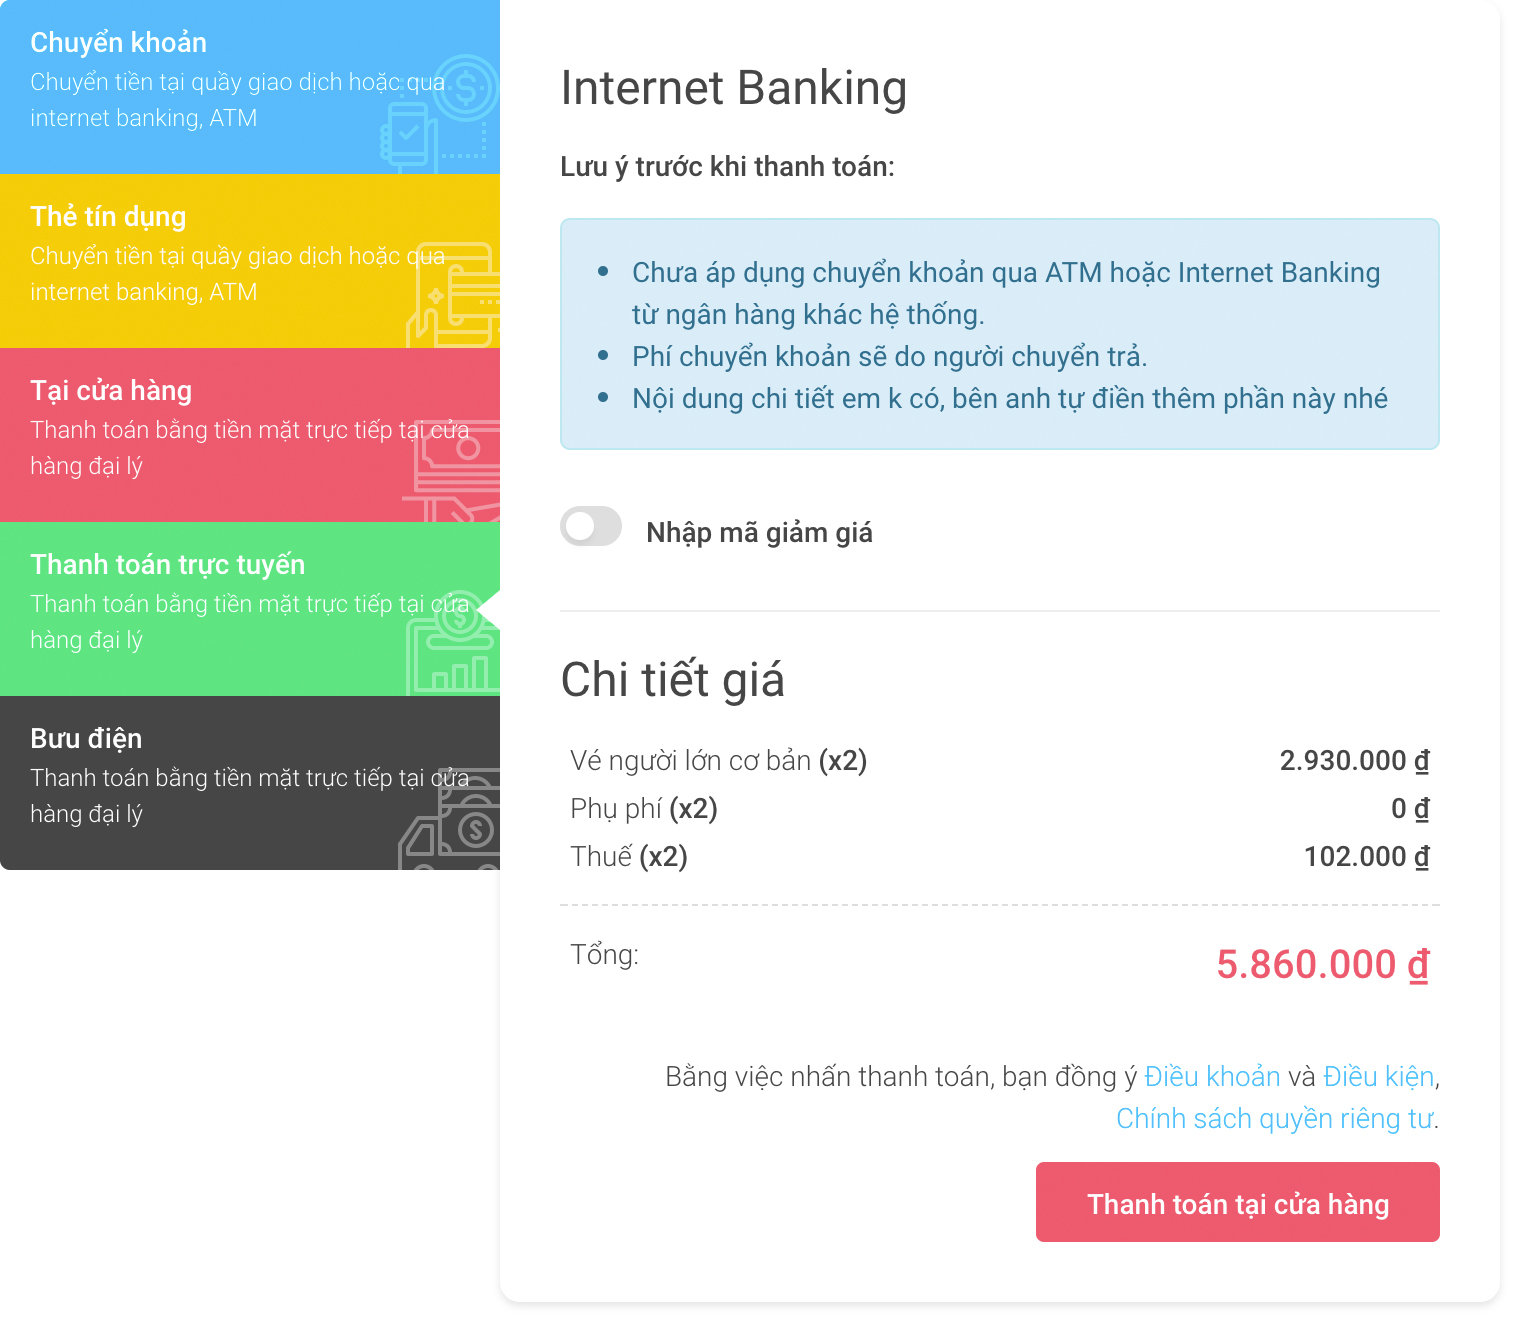 Chuyển khoản
Chuyển tiền tại quầy giao dịch hoặc qua
internet banking, ATM
Thẻ tín dụng
Chuyển tiền tại quầy giao dịch hoặc qua
internet banking, ATM
Tại cửa hàng
Thanh toán bằng tiền mặt trực tiếp tại cửa
hàng đại lý
Thanh toán trực tuyến
Thanh toán bằng tiền mặt trực tiếp tại cửa
hàng đại lý
Bưu điện
Thanh toán bằng tiền mặt trực tiếp tại cửa
hàng đại lý
Internet Banking
Lưu ý trước khi thanh toán:
• Chưa áp dụng chuyển khoản qua ATM hoặc Internet Banking
từ ngân hàng khác hệ thống.
• Phí chuyển khoản sẽ do người chuyển trả.
• Nội dung chi tiết em k có, bên anh tự điền thêm phần này nhé
Nhập mã giảm giá
Chi tiết giá
Vé người lớn cơ bản (x2) 2.930.000 ₫
Phụ phí (x2) 0 ₫
Thuế (x2) 102.000 ₫
Tổng: 5.860.000 ₫
Bằng việc nhấn thanh toán, bạn đồng ý Điều khoản và Điều kiện,
Chính sách quyền riêng tư.
Thanh toán tại cửa hàng